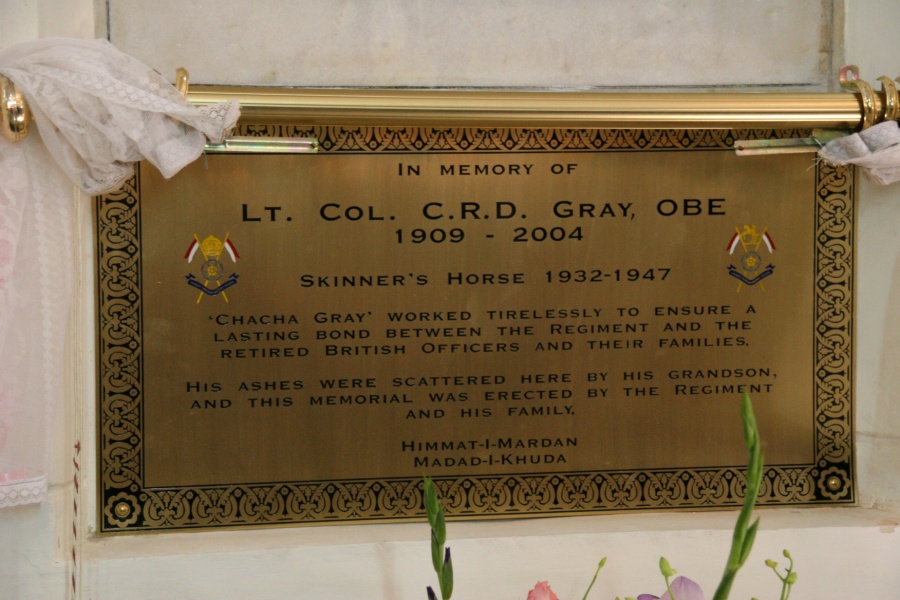 In memory of
Lt. Col. C.R.D. Gray, OBE
1909 - 2004
Skinner's Horse 1932-1947
'Chacha Gray' worked tirelessly to ensure a
lasting bond between the Regiment and the
retired British Officers and their families.
His ashes were scattered here by his grandson,
and this memorial was erected by the Regiment
and his family.
Himmat-I-Mardan
Madad-I-Khuda